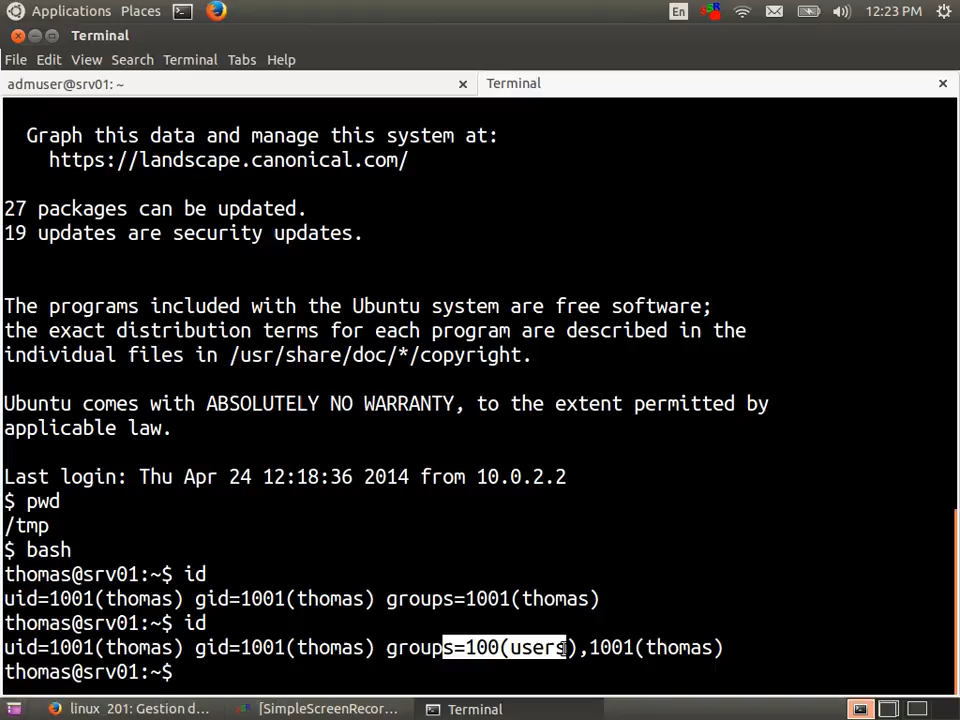 Applications Places En 12:23 PM
Terminal
File Edit View Search Terminal Tabs Help
admuser@srv01: ~ × Terminal ×
Graph this data and manage this system at:
https://landscape.canonical.com/
27 packages can be updated.
19 updates are security updates.
The programs included with the Ubuntu system are free software;
the exact distribution terms for each program are described in the
individual files in /usr/share/doc/*/copyright.
Ubuntu comes with ABSOLUTELY NO WARRANTY, to the extent permitted by
applicable law.
Last login: Thu Apr 24 12:18:36 2014 from 10.0.2.2
$ pwd
/tmp
$ bash
thomas@srv01:~$ id
uid=1001(thomas) gid=1001(thomas) groups=1001(thomas)
thomas@srv01:~$ id
uid=1001(thomas) gid=1001(thomas) groups=100(users),1001(thomas)
thomas@srv01:~$
linux_201: Gestion d... [SimpleScreenRecor... Terminal